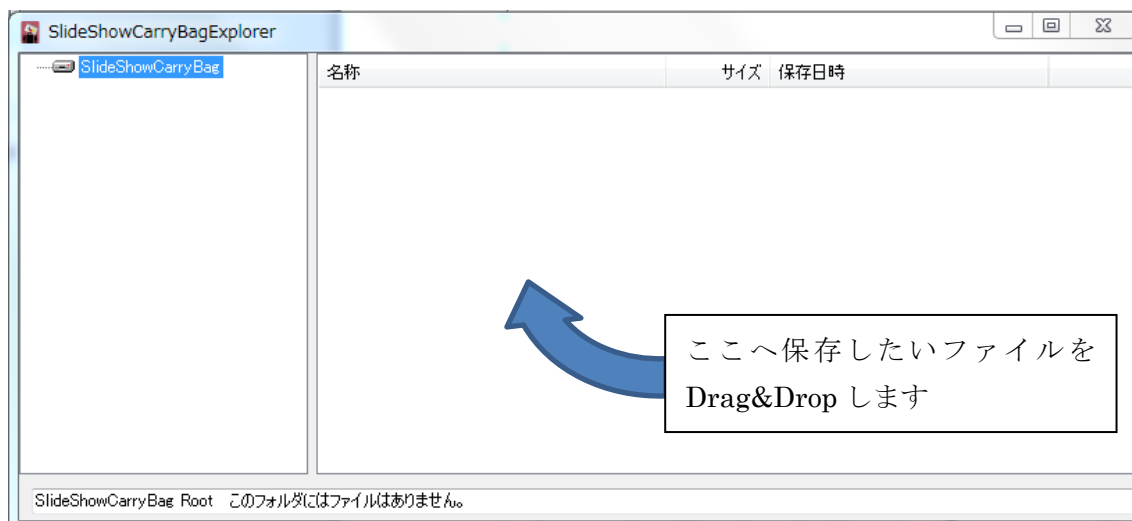 SlideShowCarryBagExplorer
SlideShowCarryBag
名称 サイズ 保存日時
ここへ保存したいファイルを
Drag&Drop します
SlideShowCarryBag Root このフォルダにはファイルはありません。